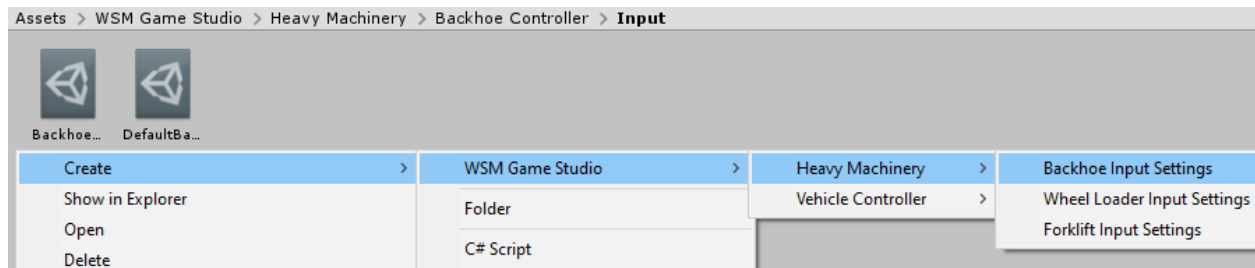 Assets > WSM Game Studio > Heavy Machinery > Backhoe Controller > Input
Backhoe... DefaultBa...
Create > WSM Game Studio > Heavy Machinery > Backhoe Input Settings
Show in Explorer Folder Vehicle Controller > Wheel Loader Input Settings
Open C# Script Forklift Input Settings
Delete